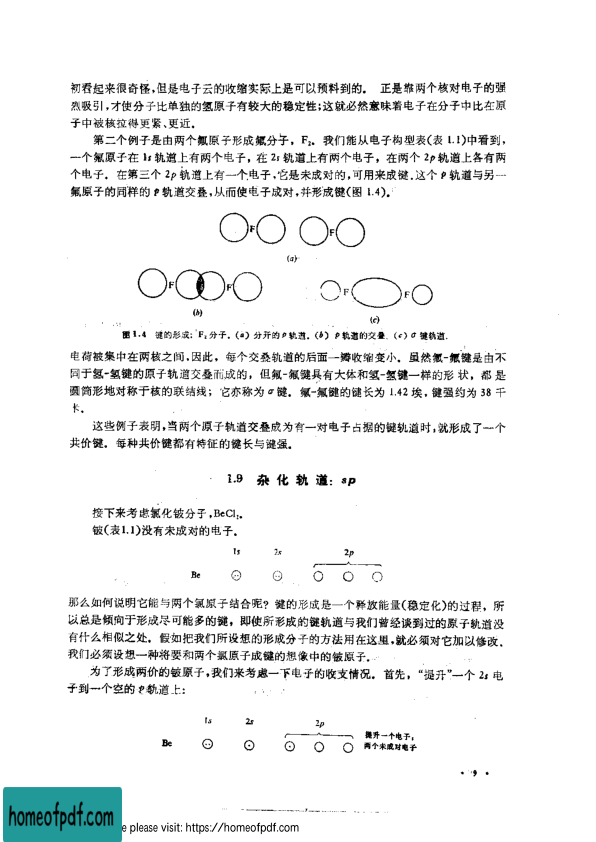 初看起来很奇怪,但是电子云的收缩实际上是可以预料到的。 正是靠两个核对电子的强
烈吸引,才使分子比单独的氢原子有较大的稳定性;这就必然意味着电子在分子中比在原
子中被核拉得更紧、更近。
第二个例子是由两个氟原子形成氟分子, F₂。 我们能从电子构型表(表 1.1)中看到,
一个氟原子在 1s 轨道上有两个电子, 在 2s 轨道上有两个电子, 在两个 2p 轨道上各有两
个电子. 在第三个 2p 轨道上有一个电子,它是未成对的,可用来成键.这个 p 轨道与另一
氟原子的同样的 p 轨道交叠,从而使电子成对,并形成键(图 1.4)。
F F
(a)
F F F F
(b) (c)
图 1.4 键的形成: F₂分子. (a) 分开的 p 轨道. (b) p 轨道的交叠. (c) σ 键轨道.
电荷被集中在两核之间.因此, 每个交叠轨道的后面一瓣收缩变小. 虽然氟-氟键是由不
同于氢-氢键的原子轨道交叠而成的, 但氟-氟键具有大体和氢-氢键一样的形状, 都是
圆筒形地对称于核的联结线; 它亦称为 σ 键. 氟-氟键的键长为 1.42 埃, 键强约为 38 千
卡.
这些例子表明,当两个原子轨道交叠成为有一对电子占据的键轨道时,就形成了一个
共价键。每种共价键都有特征的键长与键强。
1.9 杂化轨道: sp
接下来考虑氯化铍分子,BeCl₂。
铍(表1.1)没有未成对的电子。
1s 2s 2p
Be
那么如何说明它能与两个氯原子结合呢? 键的形成是一个释放能量(稳定化)的过程, 所
以总是倾向于形成尽可能多的键, 即使所形成的键轨道与我们曾经谈到过的原子轨道没
有什么相似之处. 假如把我们所设想的形成分子的方法用在这里,就必须对它加以修改.
我们必须设想一种将要和两个氯原子成键的想像中的铍原子.
为了形成两价的铍原子,我们来考虑一下电子的收支情况. 首先, “提升”一个 2s 电
子到一个空的 p 轨道上:
1s 2s 2p
Be 提升一个电子:
两个未成对电子
• 9 •
homeofpdf.com
e please visit: https://homeofpdf.com